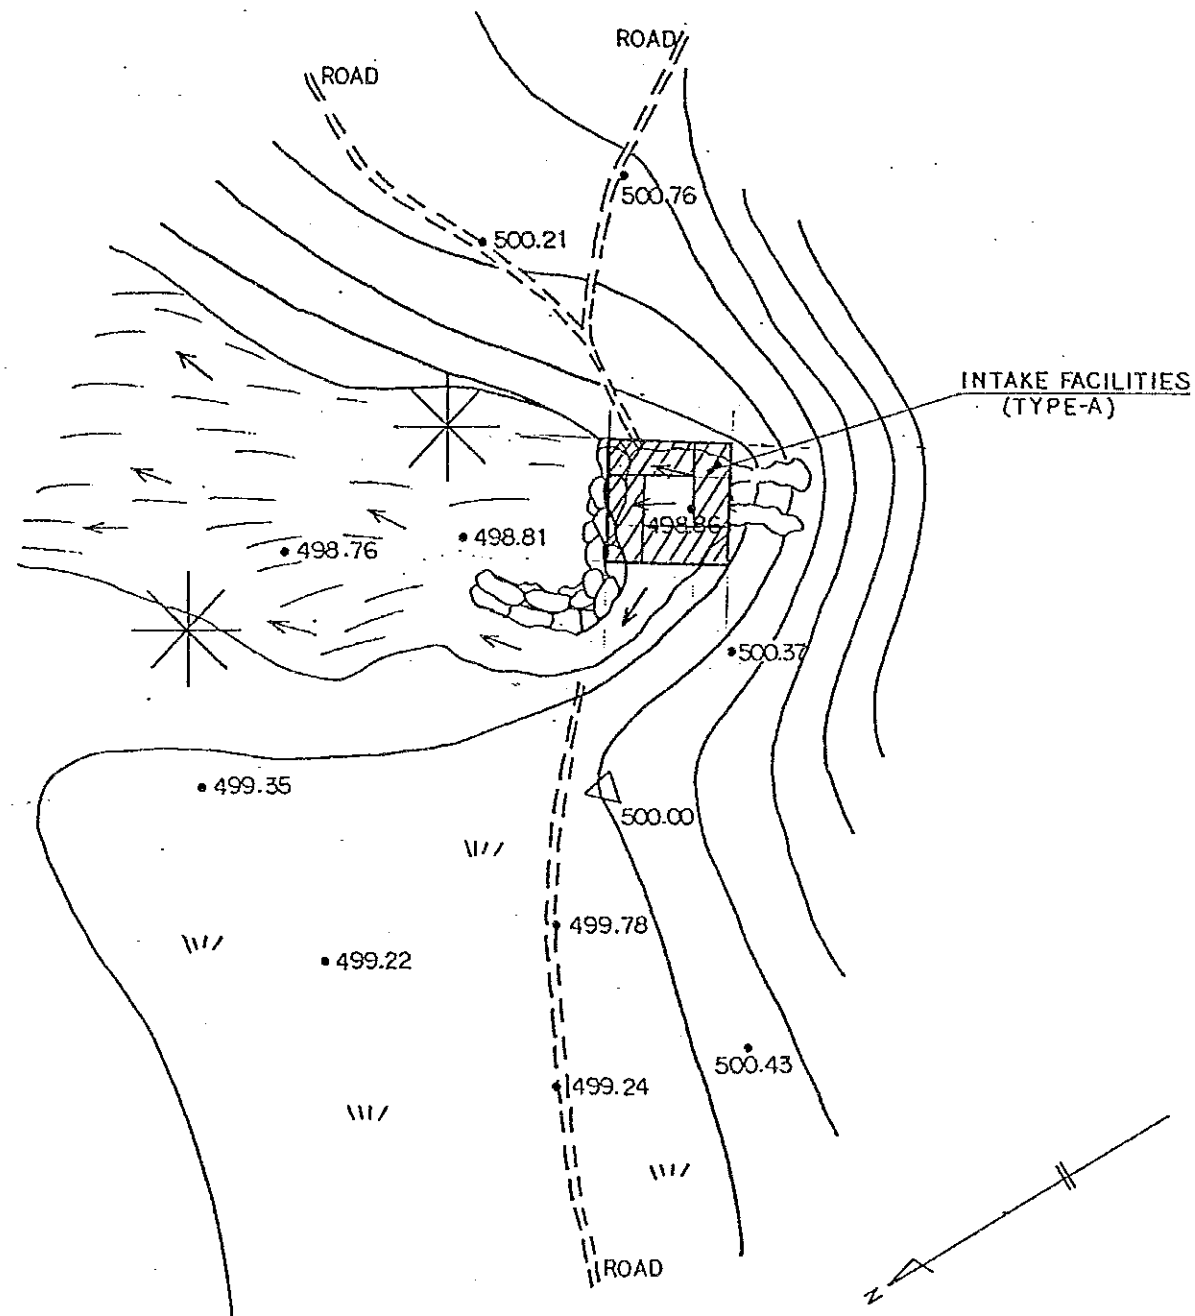 ROAD
ROAD
500.76
500.21
INTAKE FACILITIES
(TYPE-A)
498.86
498.81
498.76
500.37
499.35
500.00
499.78
499.22
500.43
499.24
ROAD
N